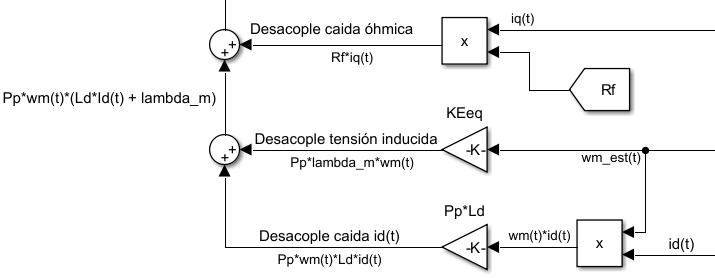 iq(t)
Desacople caida óhmica
x
+
+
Rf*iq(t)
Rf
Pp*wm(t)*(Ld*Id(t) + lambda_m)
KEeq
Desacople tensión inducida
-K-
+
+
Pp*lambda_m*wm(t)
wm_est(t)
Pp*Ld
Desacople caida id(t)
wm(t)*id(t)
x
id(t)
-K-
Pp*wm(t)*Ld*id(t)